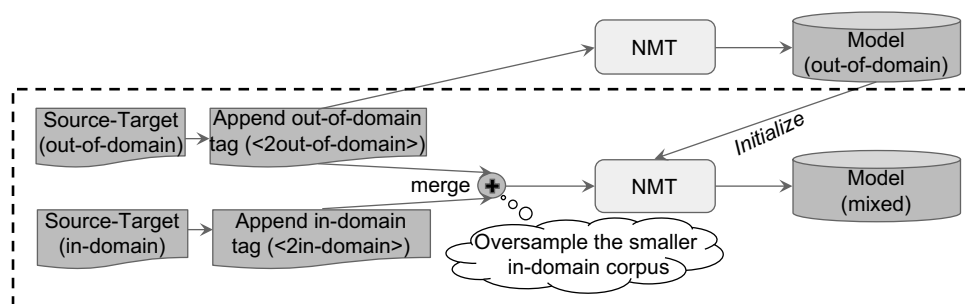 NMT
Model
(out-of-domain)
Source-Target
(out-of-domain)
Append out-of-domain
tag (<2out-of-domain>)
Initialize
merge
NMT
Model
(mixed)
Source-Target
(in-domain)
Append in-domain
tag (<2in-domain>)
Oversample the smaller
in-domain corpus